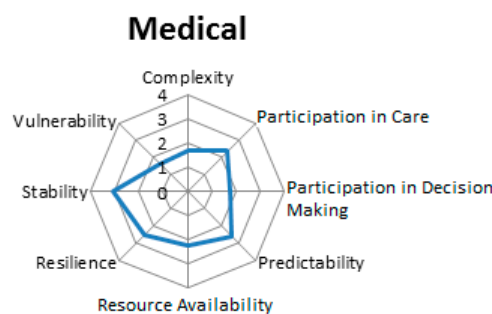 Medical
Complexity
4
3
2
1
0
Participation in Care
Participation in Decision
Making
Predictability
Resource Availability
Resilience
Stability
Vulnerability